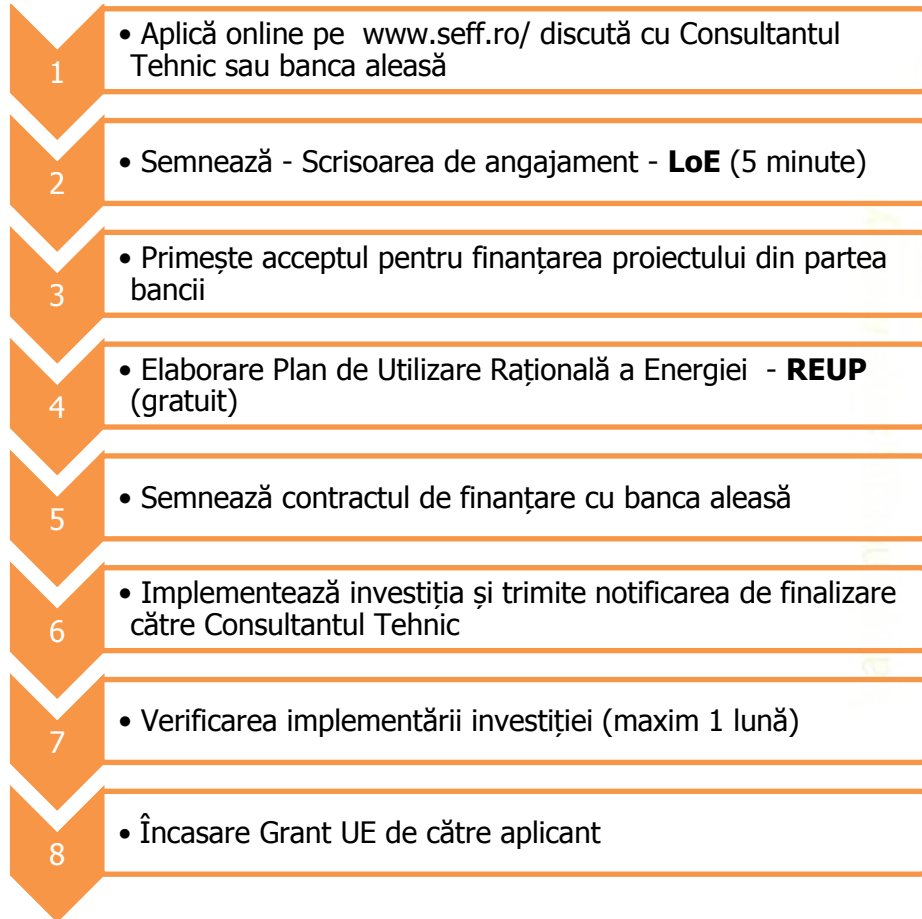 1
• Aplică online pe www.seff.ro/ discută cu Consultantul
Tehnic sau banca aleasă
2
• Semnează - Scrisoarea de angajament - LoE (5 minute)
3
• Primește acceptul pentru finanțarea proiectului din partea
bancii
4
• Elaborare Plan de Utilizare Rațională a Energiei - REUP
(gratuit)
5
• Semnează contractul de finanțare cu banca aleasă
6
• Implementează investiția și trimite notificarea de finalizare
către Consultantul Tehnic
7
• Verificarea implementării investiției (maxim 1 lună)
8
• Încasare Grant UE de către aplicant